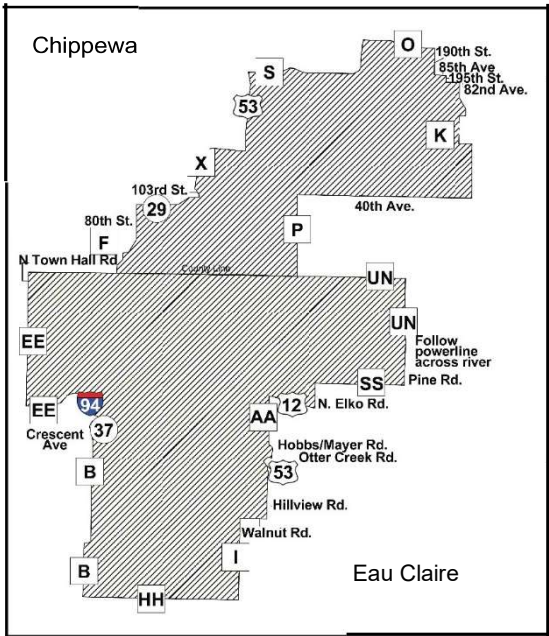 Chippewa
O
190th St.
85th Ave
195th St.
82nd Ave.
S
53
K
X
103rd St.
29
40th Ave.
80th St.
P
F
N Town Hall Rd
County Line
UN
UN
EE
Follow
powerline
across river
SS
Pine Rd.
EE
94
12
N. Elko Rd.
AA
Crescent
Ave
37
Hobbs/Mayer Rd.
Otter Creek Rd.
B
53
Hillview Rd.
Walnut Rd.
I
B
Eau Claire
HH